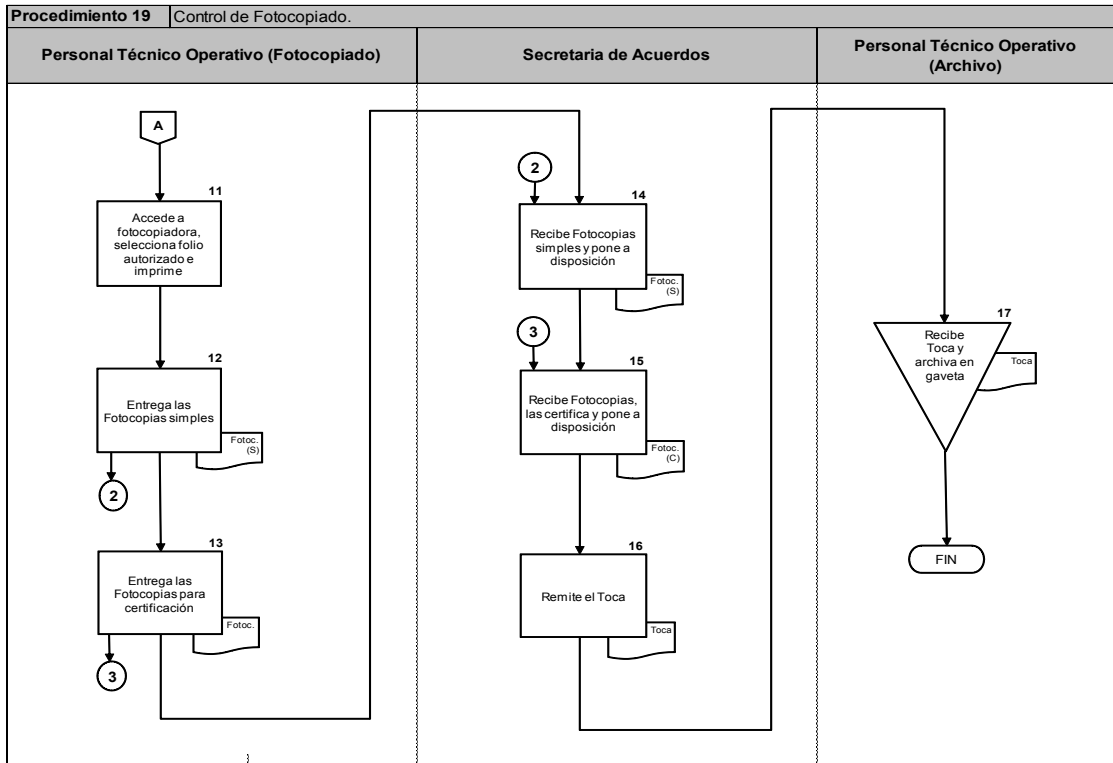 Procedimiento 19 Control de Fotocopiado.
Personal Técnico Operativo (Fotocopiado)
Secretaria de Acuerdos
Personal Técnico Operativo
(Archivo)
A
11
Accede a
fotocopiadora,
selecciona folio
autorizado e
imprime
12
Entrega las
Fotocopias simples
Fotoc.
(S)
2
13
Entrega las
Fotocopias para
certificación
Fotoc.
3
2
14
Recibe Fotocopias
simples y pone a
disposición
Fotoc.
(S)
3
15
Recibe Fotocopias,
las certifica y pone a
disposición
Fotoc.
(C)
16
Remite el Toca
Toca
17
Recibe
Toca y
archiva en
gaveta
Toca
FIN